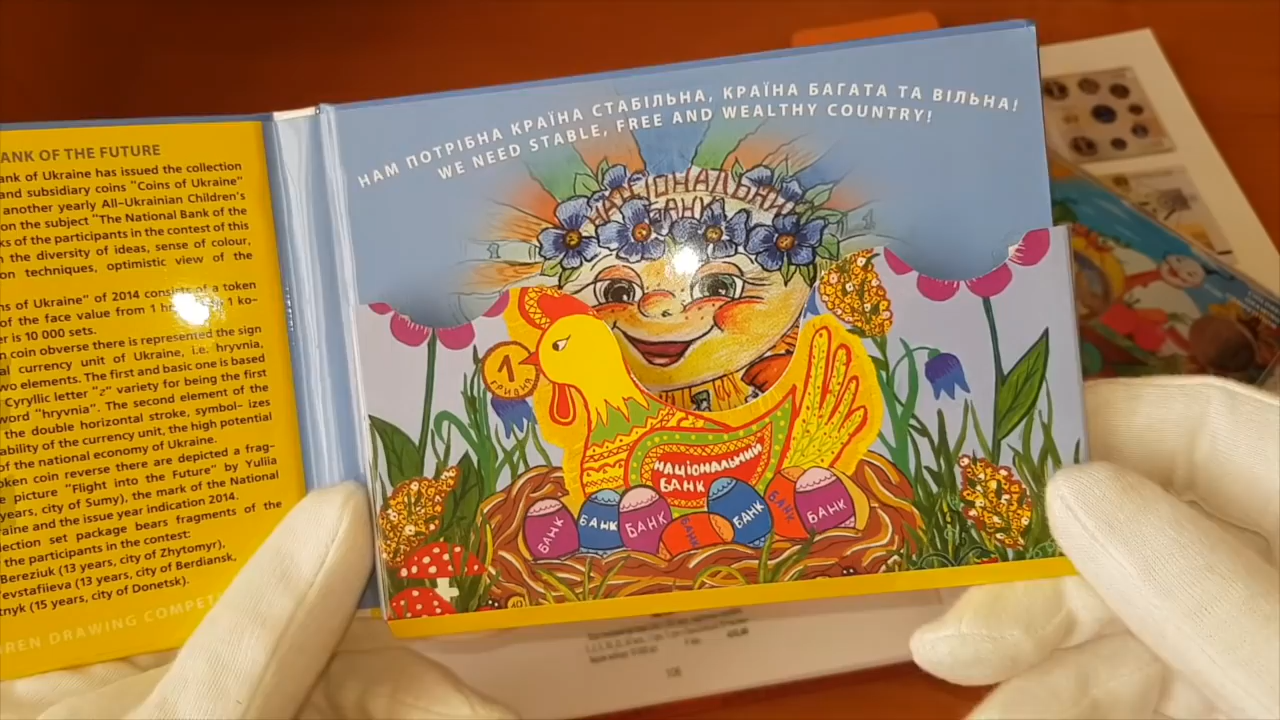 ANK OF THE FUTURE
ank of Ukraine has issued the collection
and subsidiary coins "Coins of Ukraine"
another yearly All-Ukrainian Children's
on the subject "The National Bank of the
ks of the participants in the contest of this
the diversity of ideas, sense of colour,
on techniques, optimistic view of the
ns of Ukraine" of 2014 consists of a token
of the face value from 1 1 ko-
er is 10 000 sets.
n coin obverse there is represented the sign
al currency unit of Ukraine, i.e. hryvnia,
wo elements. The first and basic one is based
Cyryllic letter "г" variety for being the first
word "hryvnia". The second element of the
the double horizontal stroke, symbol- izes
ability of the currency unit, the high potential
of the national economy of Ukraine.
oken coin reverse there are depicted a frag-
e picture "Flight into the Future" by Yuliia
years, city of Sumy), the mark of the National
raine and the issue year indication 2014.
lection set package bears fragments of the
the participants in the contest:
Bereziuk (13 years, city of Zhytomyr),
evstafiieva (13 years, city of Berdiansk,
tnyk (15 years, city of Donetsk).
REN DRAWING COMPET
НАМ ПОТРІБНА КРАЇНА СТАБІЛЬНА, КРАЇНА БАГАТА ТА ВІЛЬНА!
WE NEED STABLE, FREE AND WEALTHY COUNTRY!
НАЦІОНАЛЬНИЙ
БАНК
1
ГРИВНЯ
НАЦІОНАЛЬНИЙ
БАНК
БАНК
БАНК
БАНК
БАНК
БАНК
БАНК
БАНК
108